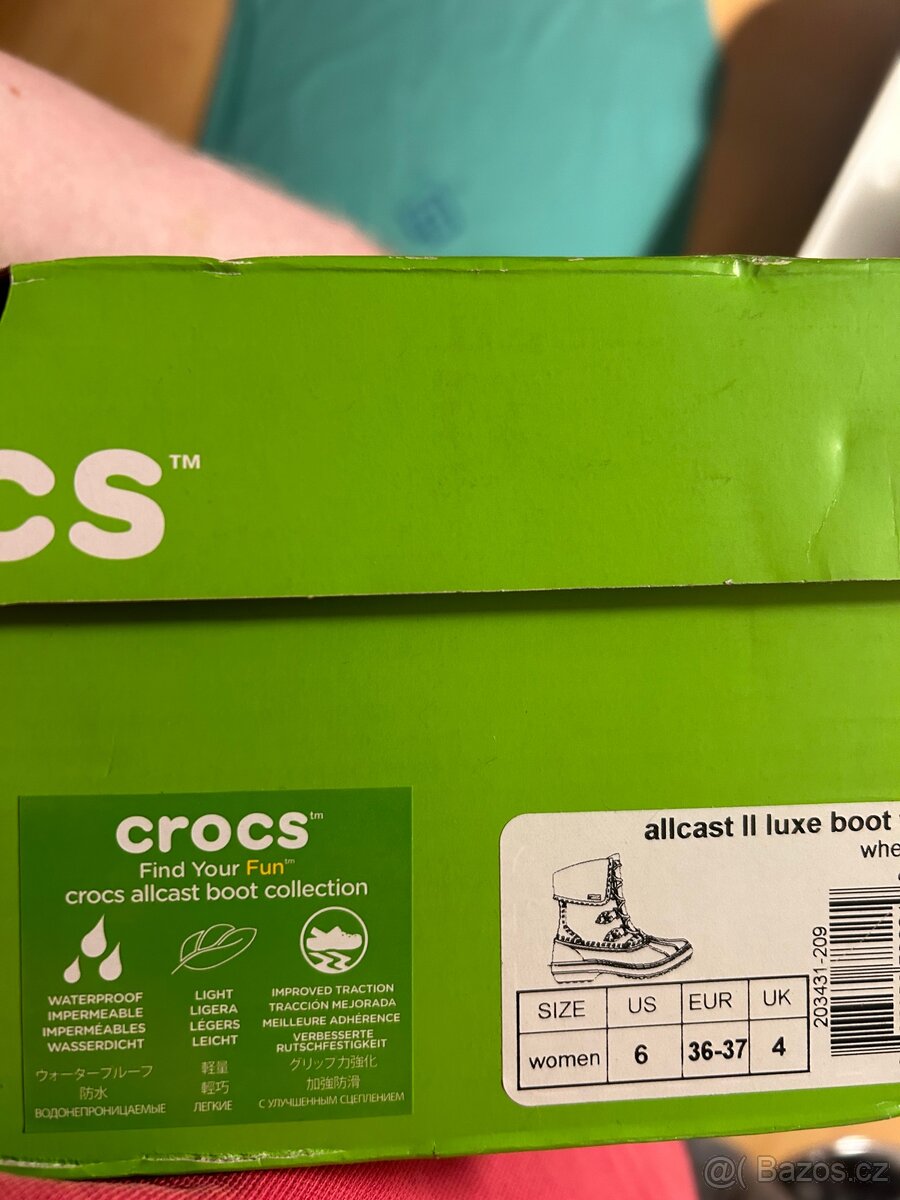 cs™
crocs™
Find Your Fun™
crocs allcast boot collection
WATERPROOF
IMPERMEABLE
IMPERMÉABLES
WASSERDICHT
ウォータープルーフ
防水
ВОДОНЕПРОНИЦАЕМЫЕ
LIGHT
LIGERA
LÉGERS
LEICHT
軽量
輕巧
ЛЕГКИЕ
IMPROVED TRACTION
TRACCIÓN MEJORADA
MEILLEURE ADHÉRENCE
VERBESSERTE
RUTSCHFESTIGKEIT
グリップ力強化
加強防滑
С УЛУЧШЕННЫМ СЦЕПЛЕНИЕМ
allcast II luxe boot
whe
SIZE US EUR UK
women 6 36-37 4
203431-209
@( Bazos.cz